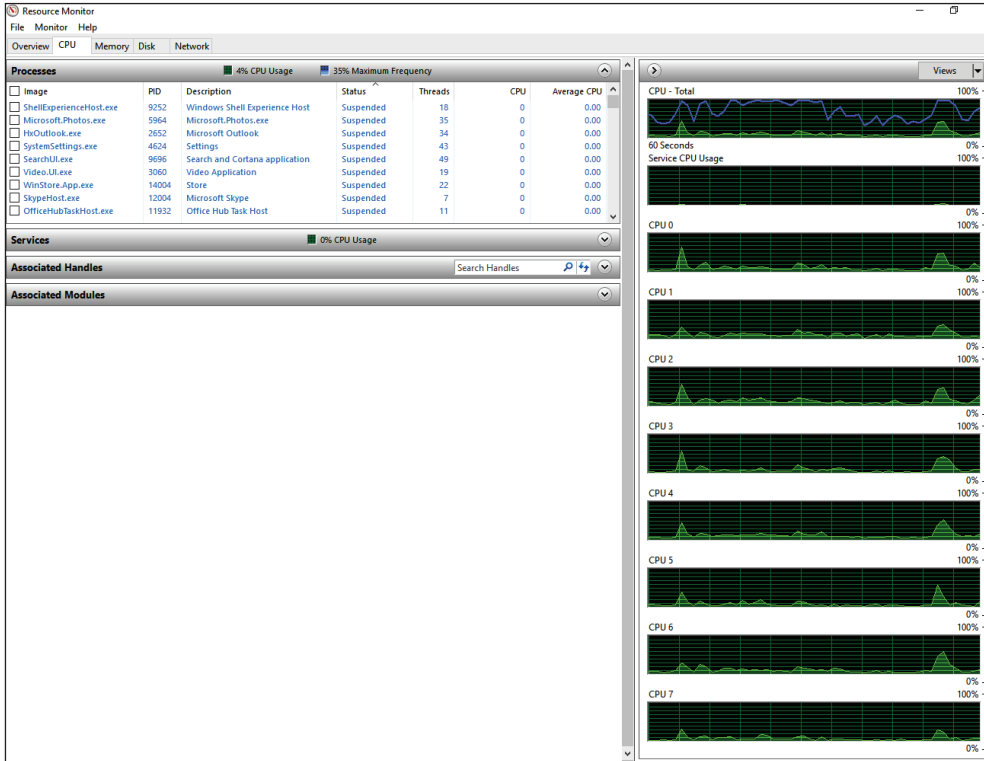 Resource Monitor
File Monitor Help
Overview CPU Memory Disk Network
Processes 4% CPU Usage 35% Maximum Frequency
Image PID Description Status Threads CPU Average CPU
ShellExperienceHost.exe 9252 Windows Shell Experience Host Suspended 18 0 0.00
Microsoft.Photos.exe 5964 Microsoft.Photos.exe Suspended 35 0 0.00
HxOutlook.exe 2652 Microsoft Outlook Suspended 34 0 0.00
SystemSettings.exe 4624 Settings Suspended 43 0 0.00
SearchUI.exe 9696 Search and Cortana application Suspended 49 0 0.00
Video.UI.exe 3060 Video Application Suspended 19 0 0.00
WinStore.App.exe 14004 Store Suspended 22 0 0.00
SkypeHost.exe 12004 Microsoft Skype Suspended 7 0 0.00
OfficeHubTaskHost.exe 11932 Office Hub Task Host Suspended 11 0 0.00
Services 0% CPU Usage
Associated Handles Search Handles
Associated Modules
Views
CPU - Total 100%
60 Seconds 0%
Service CPU Usage 100%
0%
CPU 0 100%
0%
CPU 1 100%
0%
CPU 2 100%
0%
CPU 3 100%
0%
CPU 4 100%
0%
CPU 5 100%
0%
CPU 6 100%
0%
CPU 7 100%
0%